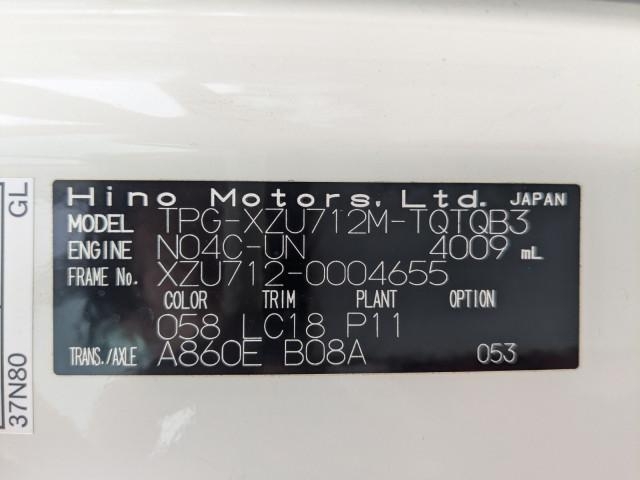 Hino Motors, Ltd. JAPAN
MODEL TPG-XZU712M-TQTQB3
ENGINE N04C-UN 4009 mL
FRAME No. XZU712-0004655
COLOR TRIM PLANT OPTION
058 LC18 P11
TRANS./AXLE A860E B08A 053
37N80 GL